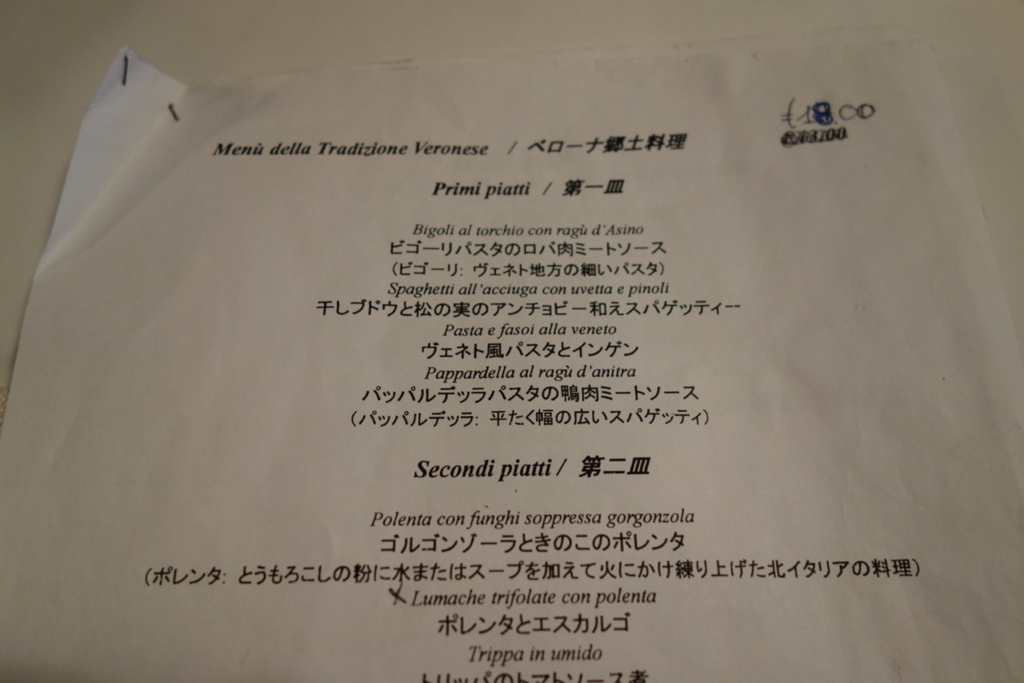 €18.00
Menù della Tradizione Veronese / ベローナ郷土料理
Primi piatti / 第一皿
Bigoli al torchio con ragù d'Asino
ビゴーリパスタのロバ肉ミートソース
(ビゴーリ: ヴェネト地方の細いパスタ)
Spaghetti all'acciuga con uvetta e pinoli
干しブドウと松の実のアンチョビー和えスパゲッティ--
Pasta e fasoi alla veneto
ヴェネト風パスタとインゲン
Pappardella al ragù d'anitra
パッパルデッラパスタの鴨肉ミートソース
(パッパルデッラ: 平たく幅の広いスパゲッティ)
Secondi piatti / 第二皿
Polenta con funghi soppressa gorgonzola
ゴルゴンゾーラときのこのポレンタ
(ポレンタ: とうもろこしの粉に水またはスープを加えて火にかけ練り上げた北イタリアの料理)
X Lumache trifolate con polenta
ポレンタとエスカルゴ
Trippa in umido
トリッパのトマトソース煮